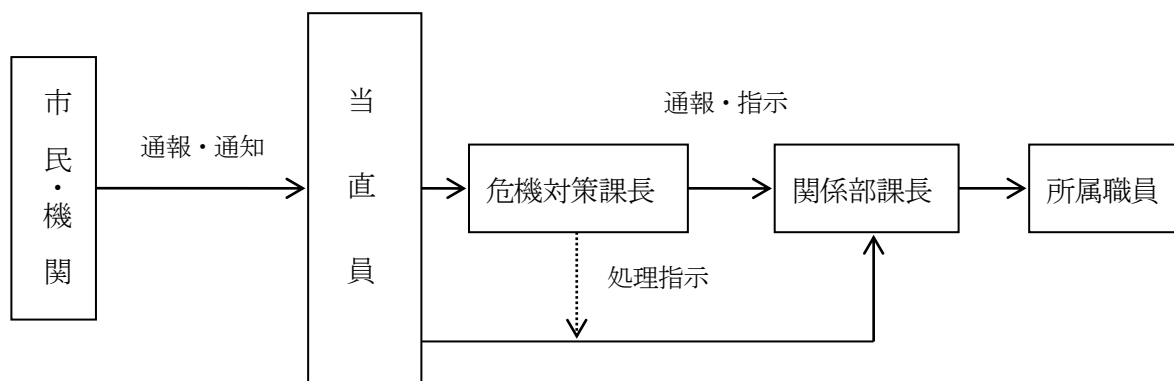 市民・機関
通報・通知
当直員
通報・指示
危機対策課長
関係部課長
所属職員
処理指示